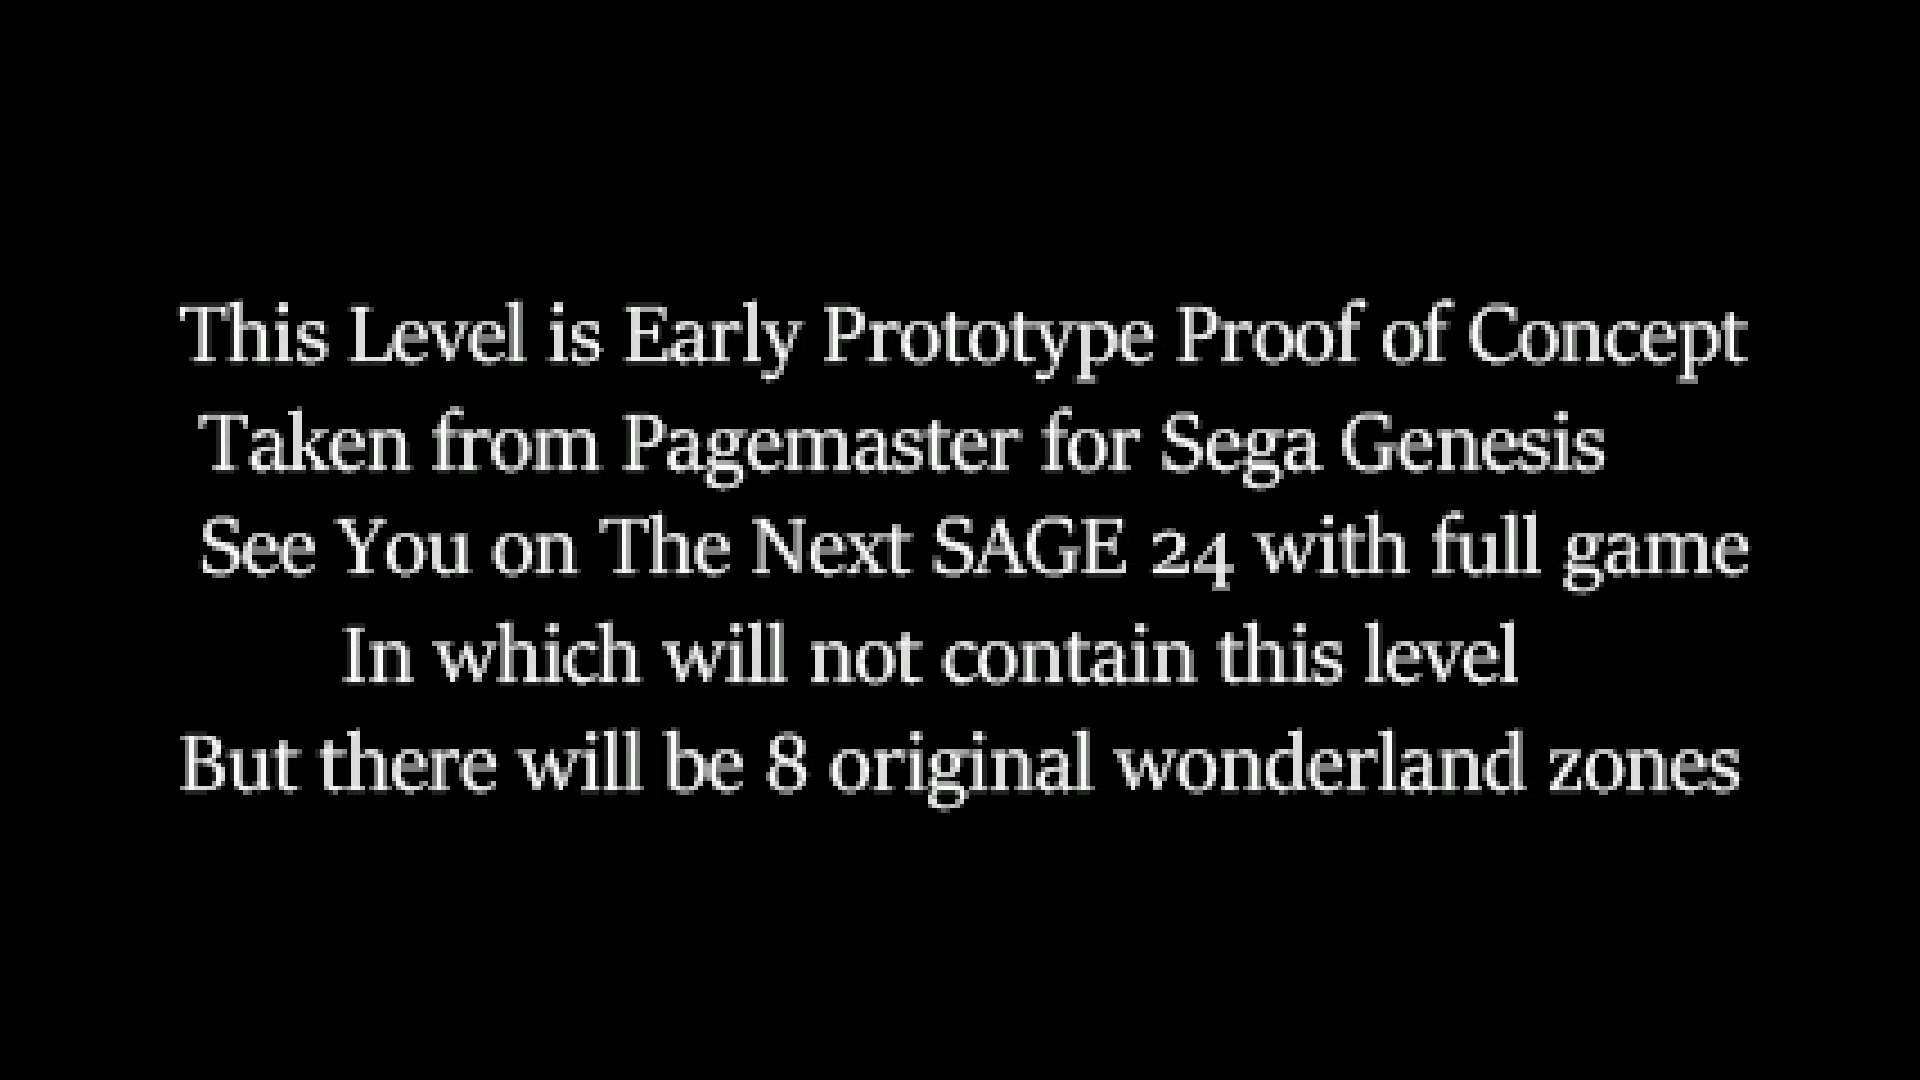 This Level is Early Prototype Proof of Concept
Taken from Pagemaster for Sega Genesis
See You on The Next SAGE 24 with full game
In which will not contain this level
But there will be 8 original wonderland zones